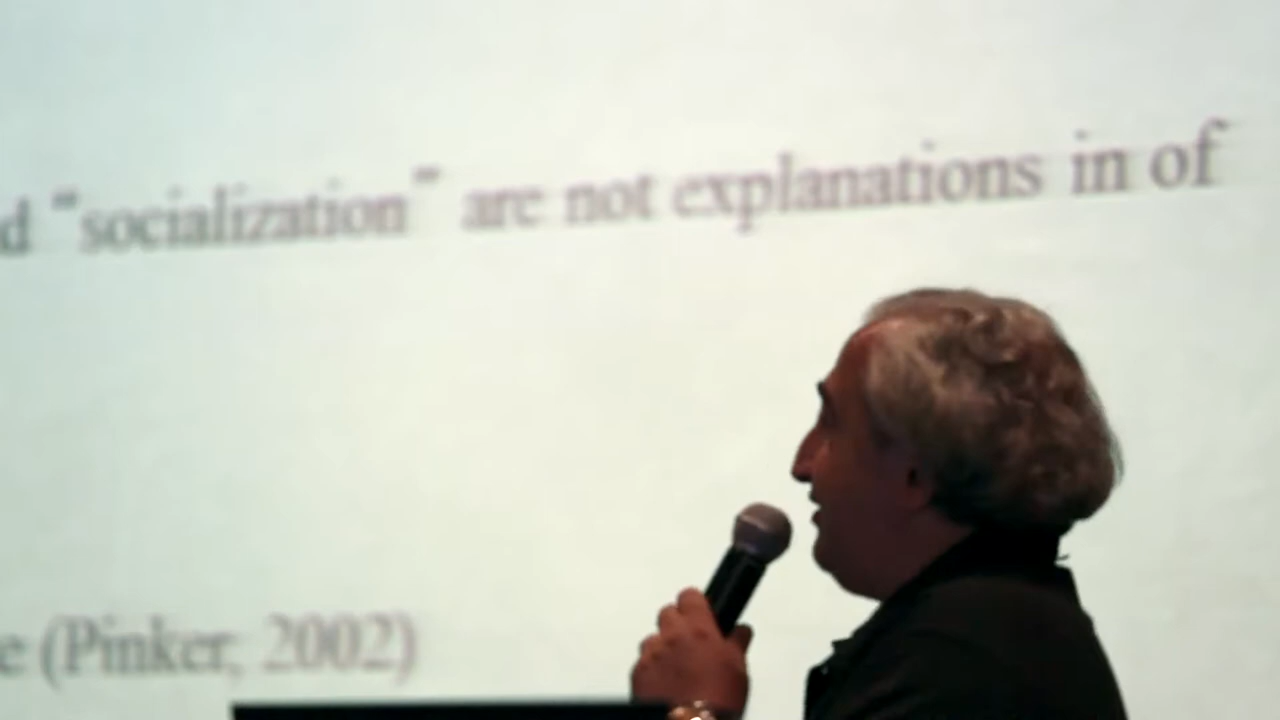 d "socialization" are not explanations in of
e (Pinker, 2002)